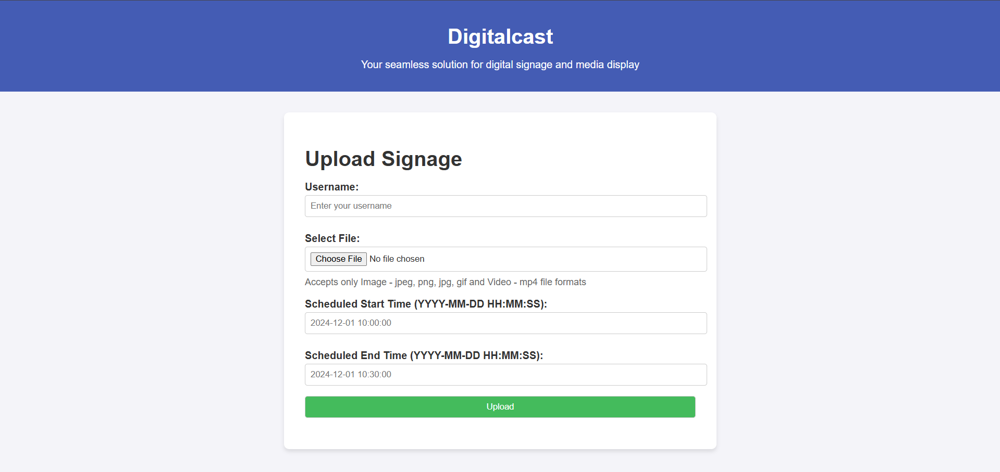 Digitalcast
Your seamless solution for digital signage and media display
Upload Signage
Username:
Enter your username
Select File:
Choose File No file chosen
Accepts only Image - jpeg, png, jpg, gif and Video - mp4 file formats
Scheduled Start Time (YYYY-MM-DD HH:MM:SS):
2024-12-01 10:00:00
Scheduled End Time (YYYY-MM-DD HH:MM:SS):
2024-12-01 10:30:00
Upload